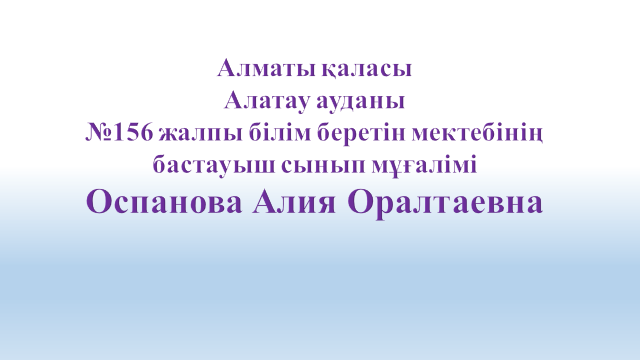 Алматы қаласы
Алатау ауданы
№156 жалпы білім беретін мектебінің
бастауыш сынып мұғалімі
Оспанова Алия Оралтаевна